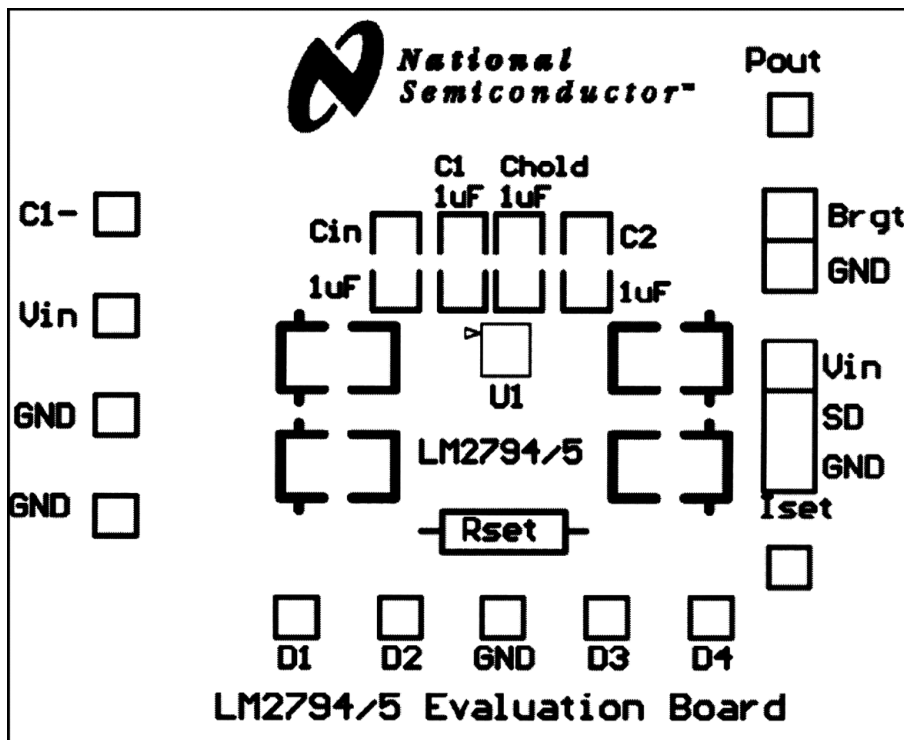 National
Semiconductor™
Pout
C1 Chold
1uF 1uF
C1-
Cin
C2
Brgt
GND
1uF
1uF
Vin
Vin
U1
GND
SD
LM2794/5
GND
GND
Iset
Rset
D1 D2 GND D3 D4
LM2794/5 Evaluation Board